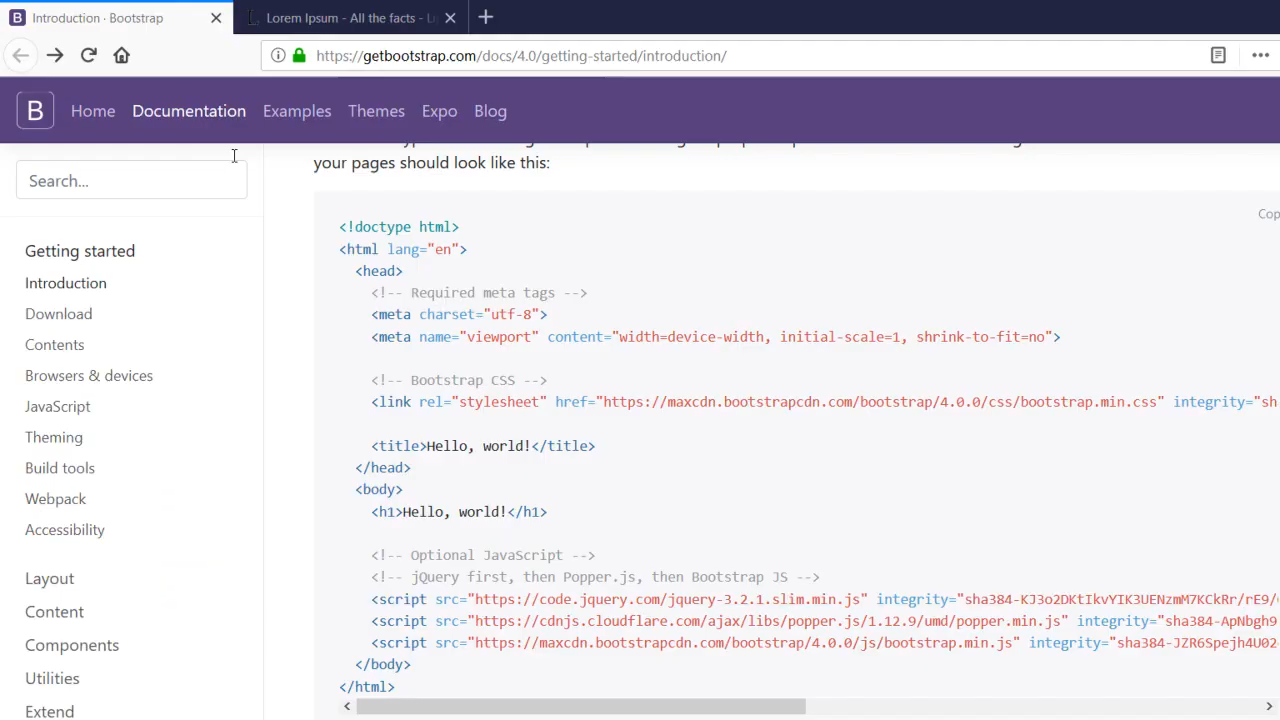 Introduction · Bootstrap
Lorem Ipsum - All the facts - L
https://getbootstrap.com/docs/4.0/getting-started/introduction/
B Home Documentation Examples Themes Expo Blog
Search...
Getting started
Introduction
Download
Contents
Browsers & devices
JavaScript
Theming
Build tools
Webpack
Accessibility
Layout
Content
Components
Utilities
Extend
your pages should look like this:
Cop
<!doctype html>
<html lang="en">
<head>
<!-- Required meta tags -->
<meta charset="utf-8">
<meta name="viewport" content="width=device-width, initial-scale=1, shrink-to-fit=no">
<!-- Bootstrap CSS -->
<link rel="stylesheet" href="https://maxcdn.bootstrapcdn.com/bootstrap/4.0.0/css/bootstrap.min.css" integrity="sh
<title>Hello, world!</title>
</head>
<body>
<h1>Hello, world!</h1>
<!-- Optional JavaScript -->
<!-- jQuery first, then Popper.js, then Bootstrap JS -->
<script src="https://code.jquery.com/jquery-3.2.1.slim.min.js" integrity="sha384-KJ3o2DKtIkvYIK3UENzmM7KCkRr/rE9/
<script src="https://cdnjs.cloudflare.com/ajax/libs/popper.js/1.12.9/umd/popper.min.js" integrity="sha384-ApNbgh9
<script src="https://maxcdn.bootstrapcdn.com/bootstrap/4.0.0/js/bootstrap.min.js" integrity="sha384-JZR6Spejh4U02
</body>
</html>